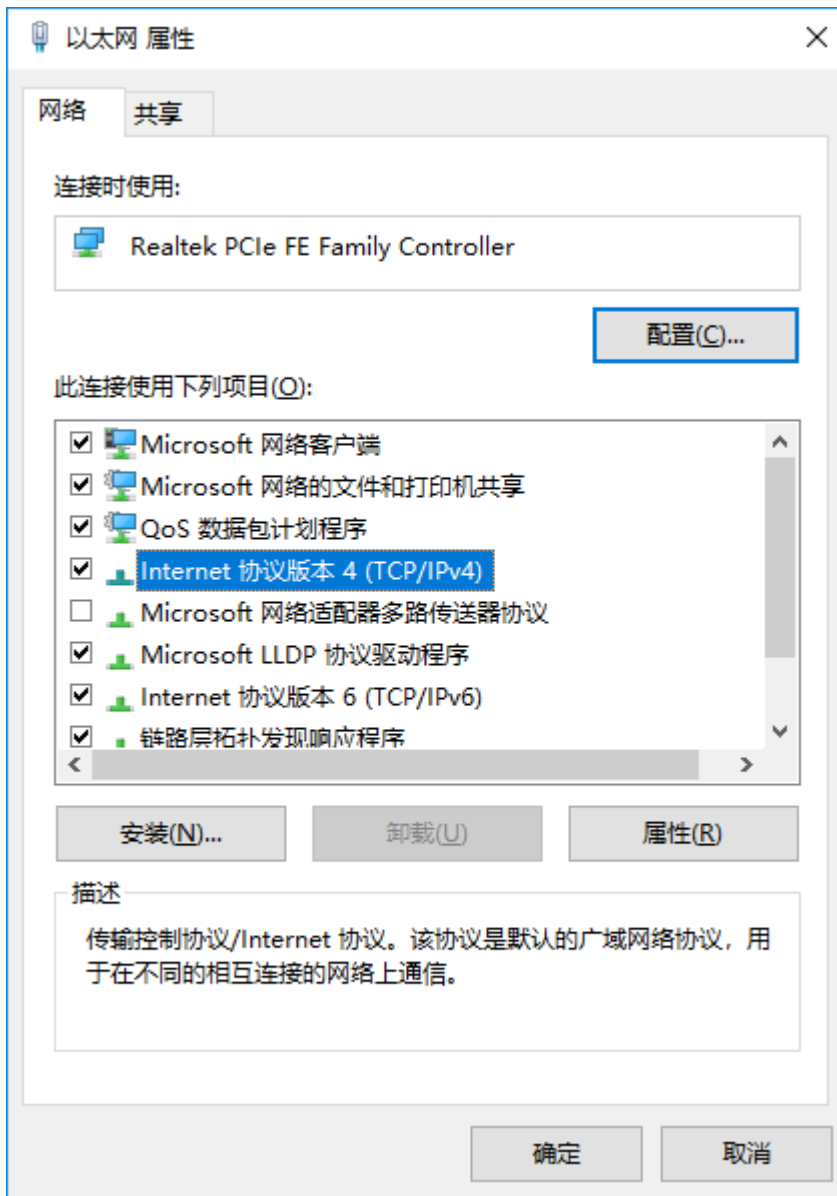 以太网 属性
网络
共享
连接时使用:
Realtek PCIe FE Family Controller
配置(C)...
此连接使用下列项目(O):
Microsoft 网络客户端
Microsoft 网络的文件和打印机共享
QoS 数据包计划程序
Internet 协议版本 4 (TCP/IPv4)
Microsoft 网络适配器多路传送器协议
Microsoft LLDP 协议驱动程序
Internet 协议版本 6 (TCP/IPv6)
链路层拓扑发现响应程序
安装(N)...
卸载(U)
属性(R)
描述
传输控制协议/Internet 协议。该协议是默认的广域网络协议，用
于在不同的相互连接的网络上通信。
确定
取消